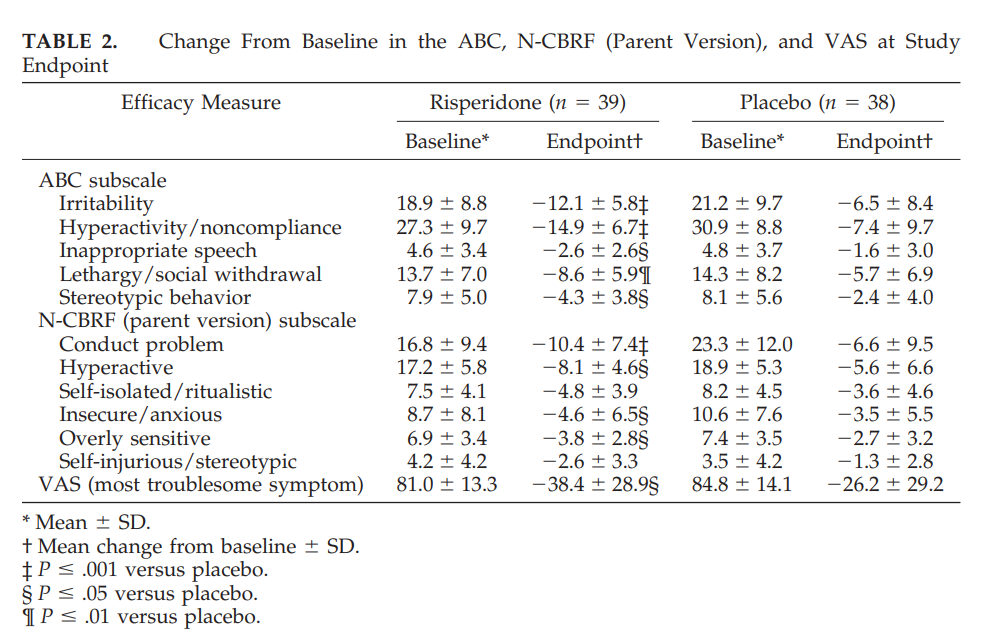 TABLE 2. Change From Baseline in the ABC, N-CBRF (Parent Version), and VAS at Study
Endpoint
Efficacy Measure Risperidone (n = 39) Placebo (n = 38)
Baseline* Endpoint† Baseline* Endpoint†
ABC subscale
Irritability 18.9 ± 8.8 −12.1 ± 5.8‡ 21.2 ± 9.7 −6.5 ± 8.4
Hyperactivity/noncompliance 27.3 ± 9.7 −14.9 ± 6.7‡ 30.9 ± 8.8 −7.4 ± 9.7
Inappropriate speech 4.6 ± 3.4 −2.6 ± 2.6§ 4.8 ± 3.7 −1.6 ± 3.0
Lethargy/social withdrawal 13.7 ± 7.0 −8.6 ± 5.9¶ 14.3 ± 8.2 −5.7 ± 6.9
Stereotypic behavior 7.9 ± 5.0 −4.3 ± 3.8§ 8.1 ± 5.6 −2.4 ± 4.0
N-CBRF (parent version) subscale
Conduct problem 16.8 ± 9.4 −10.4 ± 7.4‡ 23.3 ± 12.0 −6.6 ± 9.5
Hyperactive 17.2 ± 5.8 −8.1 ± 4.6§ 18.9 ± 5.3 −5.6 ± 6.6
Self-isolated/ritualistic 7.5 ± 4.1 −4.8 ± 3.9 8.2 ± 4.5 −3.6 ± 4.6
Insecure/anxious 8.7 ± 8.1 −4.6 ± 6.5§ 10.6 ± 7.6 −3.5 ± 5.5
Overly sensitive 6.9 ± 3.4 −3.8 ± 2.8§ 7.4 ± 3.5 −2.7 ± 3.2
Self-injurious/stereotypic 4.2 ± 4.2 −2.6 ± 3.3 3.5 ± 4.2 −1.3 ± 2.8
VAS (most troublesome symptom) 81.0 ± 13.3 −38.4 ± 28.9§ 84.8 ± 14.1 −26.2 ± 29.2
* Mean ± SD.
† Mean change from baseline ± SD.
‡ P ≤ .001 versus placebo.
§ P ≤ .05 versus placebo.
¶ P ≤ .01 versus placebo.